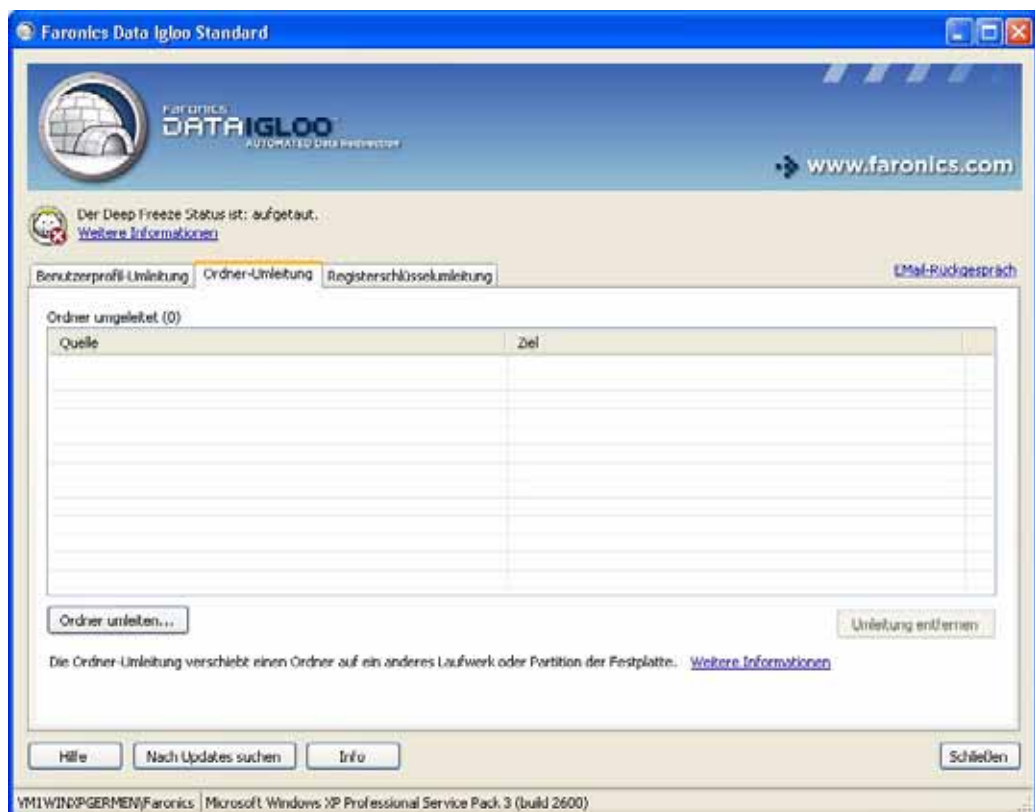 Faronics Data Igloo Standard
FARONICS
DATAIGLOO
AUTOMATED Data Redirection
www.faronics.com
Der Deep Freeze Status ist: aufgetaut.
Weitere Informationen
Benutzerprofil-Umleitung
Ordner-Umleitung
Registerschlüsselumleitung
EMail-Rückgespräch
Ordner umgeleitet (0)
Quelle
Ziel
Ordner umleiten...
Umleitung entfernen
Die Ordner-Umleitung verschiebt einen Ordner auf ein anderes Laufwerk oder Partition der Festplatte. Weitere Informationen
Hilfe
Nach Updates suchen
Info
Schließen
VM1WINXPGERMEN\Faronics
Microsoft Windows XP Professional Service Pack 3 (build 2600)